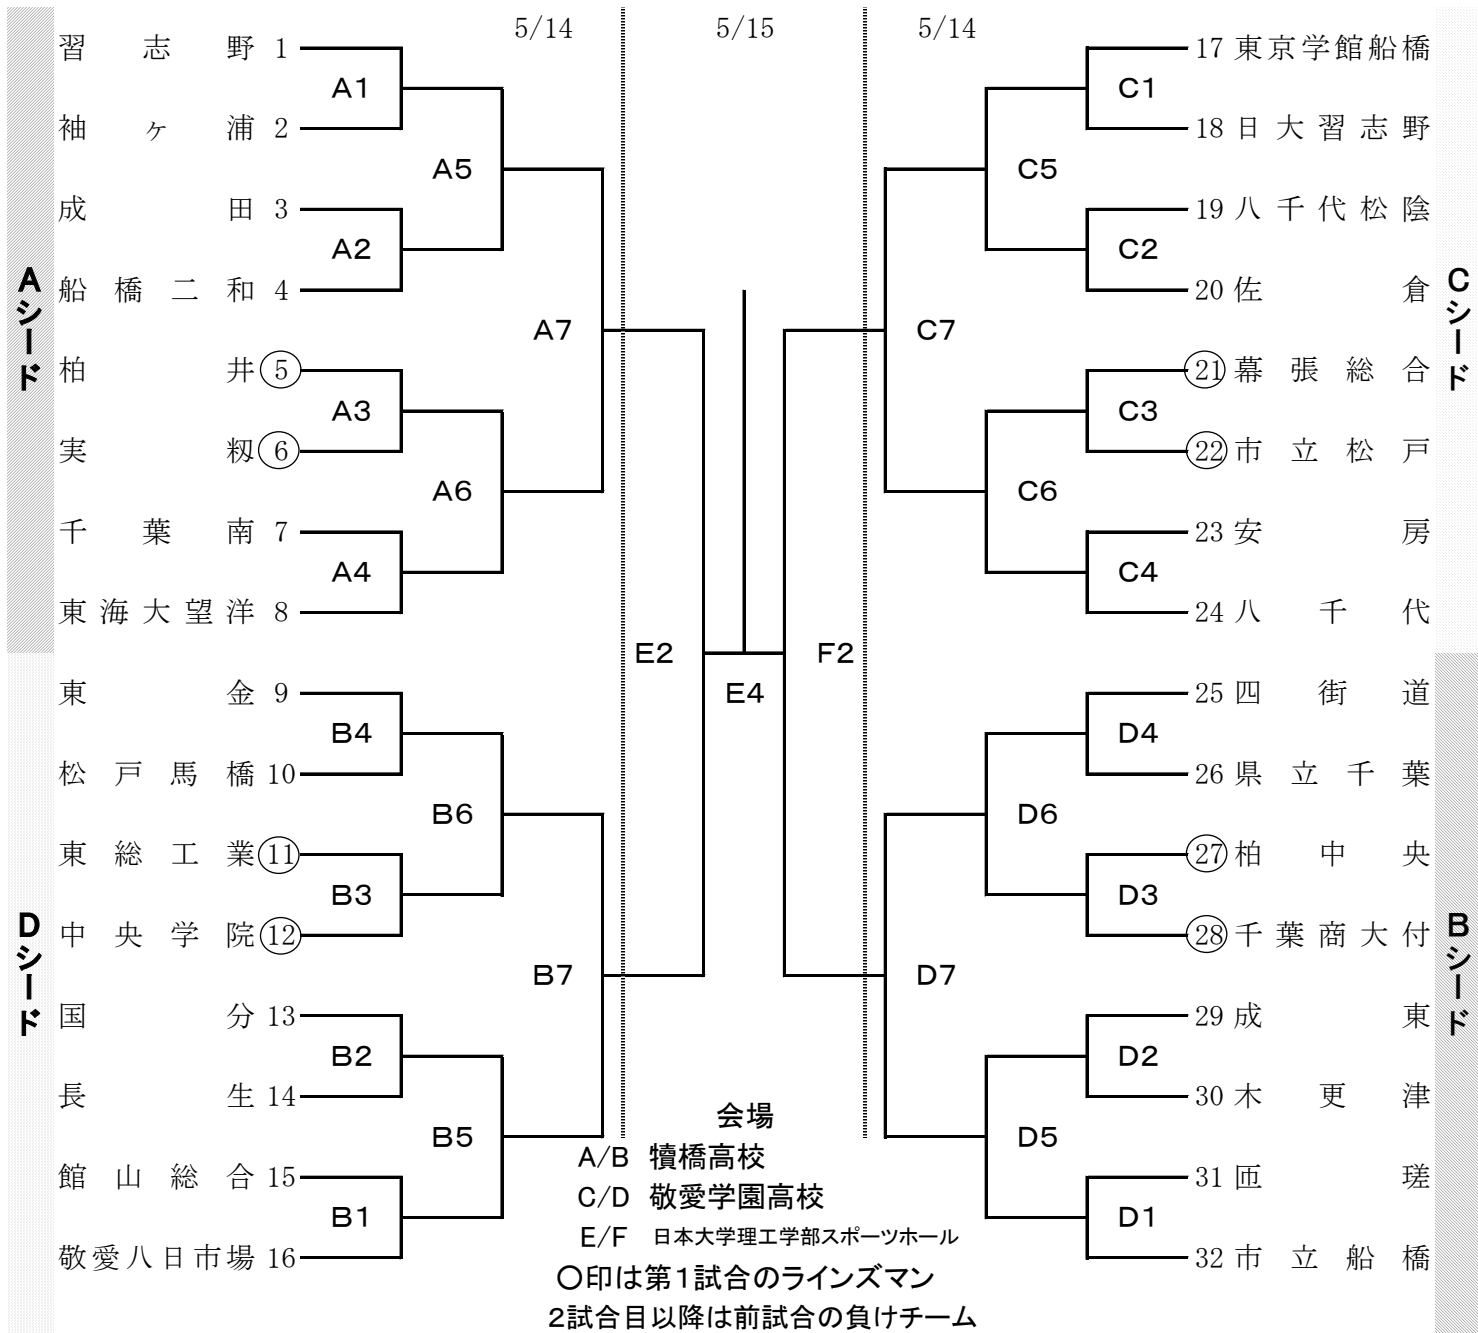 5/14 5/15 5/14
Aシード
習志野 1
A1
袖ヶ浦 2
A5
成田 3
A2
船橋二和 4
A7
柏井 ⑤
A3
実籾 ⑥
A6
千葉南 7
A4
東海大望洋 8
E2
Dシード
東金 9
B4
松戸馬橋 10
B6
東総工業 ⑪
B3
中央学院 ⑫
B7
国分 13
B2
長生 14
B5
館山総合 15
B1
敬愛八日市場 16
E4
F2
Cシード
17 東京学館船橋
C1
18 日大習志野
C5
19 八千代松陰
C2
20 佐倉
C7
㉑ 幕張総合
C3
㉒ 市立松戸
C6
23 安房
C4
24 八千代
Bシード
25 四街道
D4
26 県立千葉
D6
㉗ 柏中央
D3
㉘ 千葉商大付
D7
29 成東
D2
30 木更津
D5
31 匝瑳
D1
32 市立船橋
会場
A/B 犢橋高校
C/D 敬愛学園高校
E/F 日本大学理工学部スポーツホール
〇印は第1試合のラインズマン
2試合目以降は前試合の負けチーム